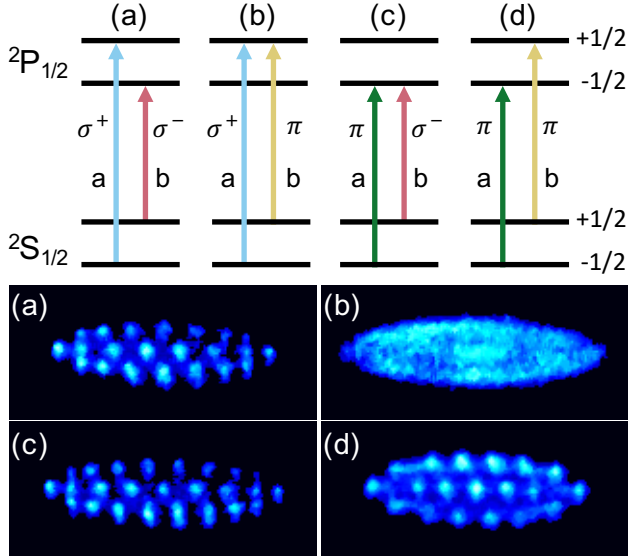 (a) (b) (c) (d)
²P₁/₂ +1/2
-1/2
σ⁺ σ⁻ σ⁺ π π σ⁻ π π
a b a b a b a b
²S₁/₂ +1/2
-1/2
(a) (b)
(c) (d)